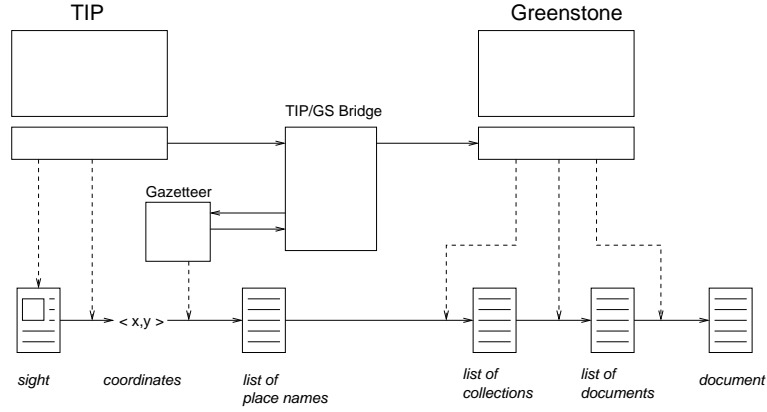 TIP
Greenstone
TIP/GS Bridge
Gazetteer
< x,y >
sight
coordinates
list of
place names
list of
collections
list of
documents
document